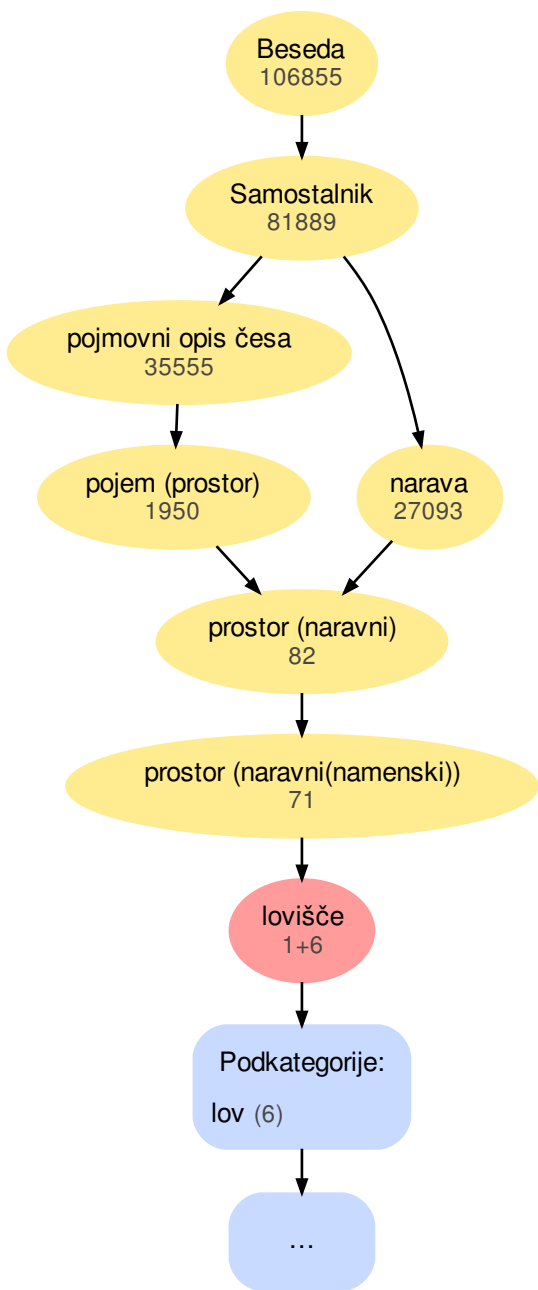 Beseda
106855
Samostalnik
81889
pojmovni opis česa
35555
pojem (prostor)
1950
narava
27093
prostor (naravni)
82
prostor (naravni(namenski))
71
lovišče
1+6
Podkategorije:
lov (6)
...